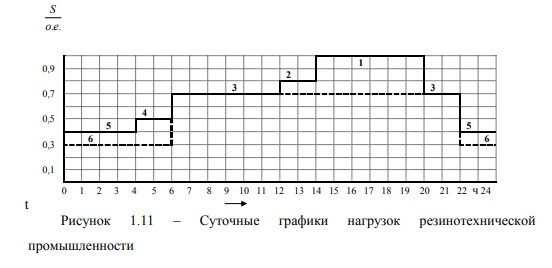 S
о.е.
1
2
0,9
3
3
0,7
4
0,5
5
5
6
6
0,3
0,1
0 1 2 3 4 5 6 7 8 9 10 11 12 13 14 15 16 17 18 19 20 21 22 ч 24
t
Рисунок 1.11 – Суточные графики нагрузок резинотехнической
промышленности